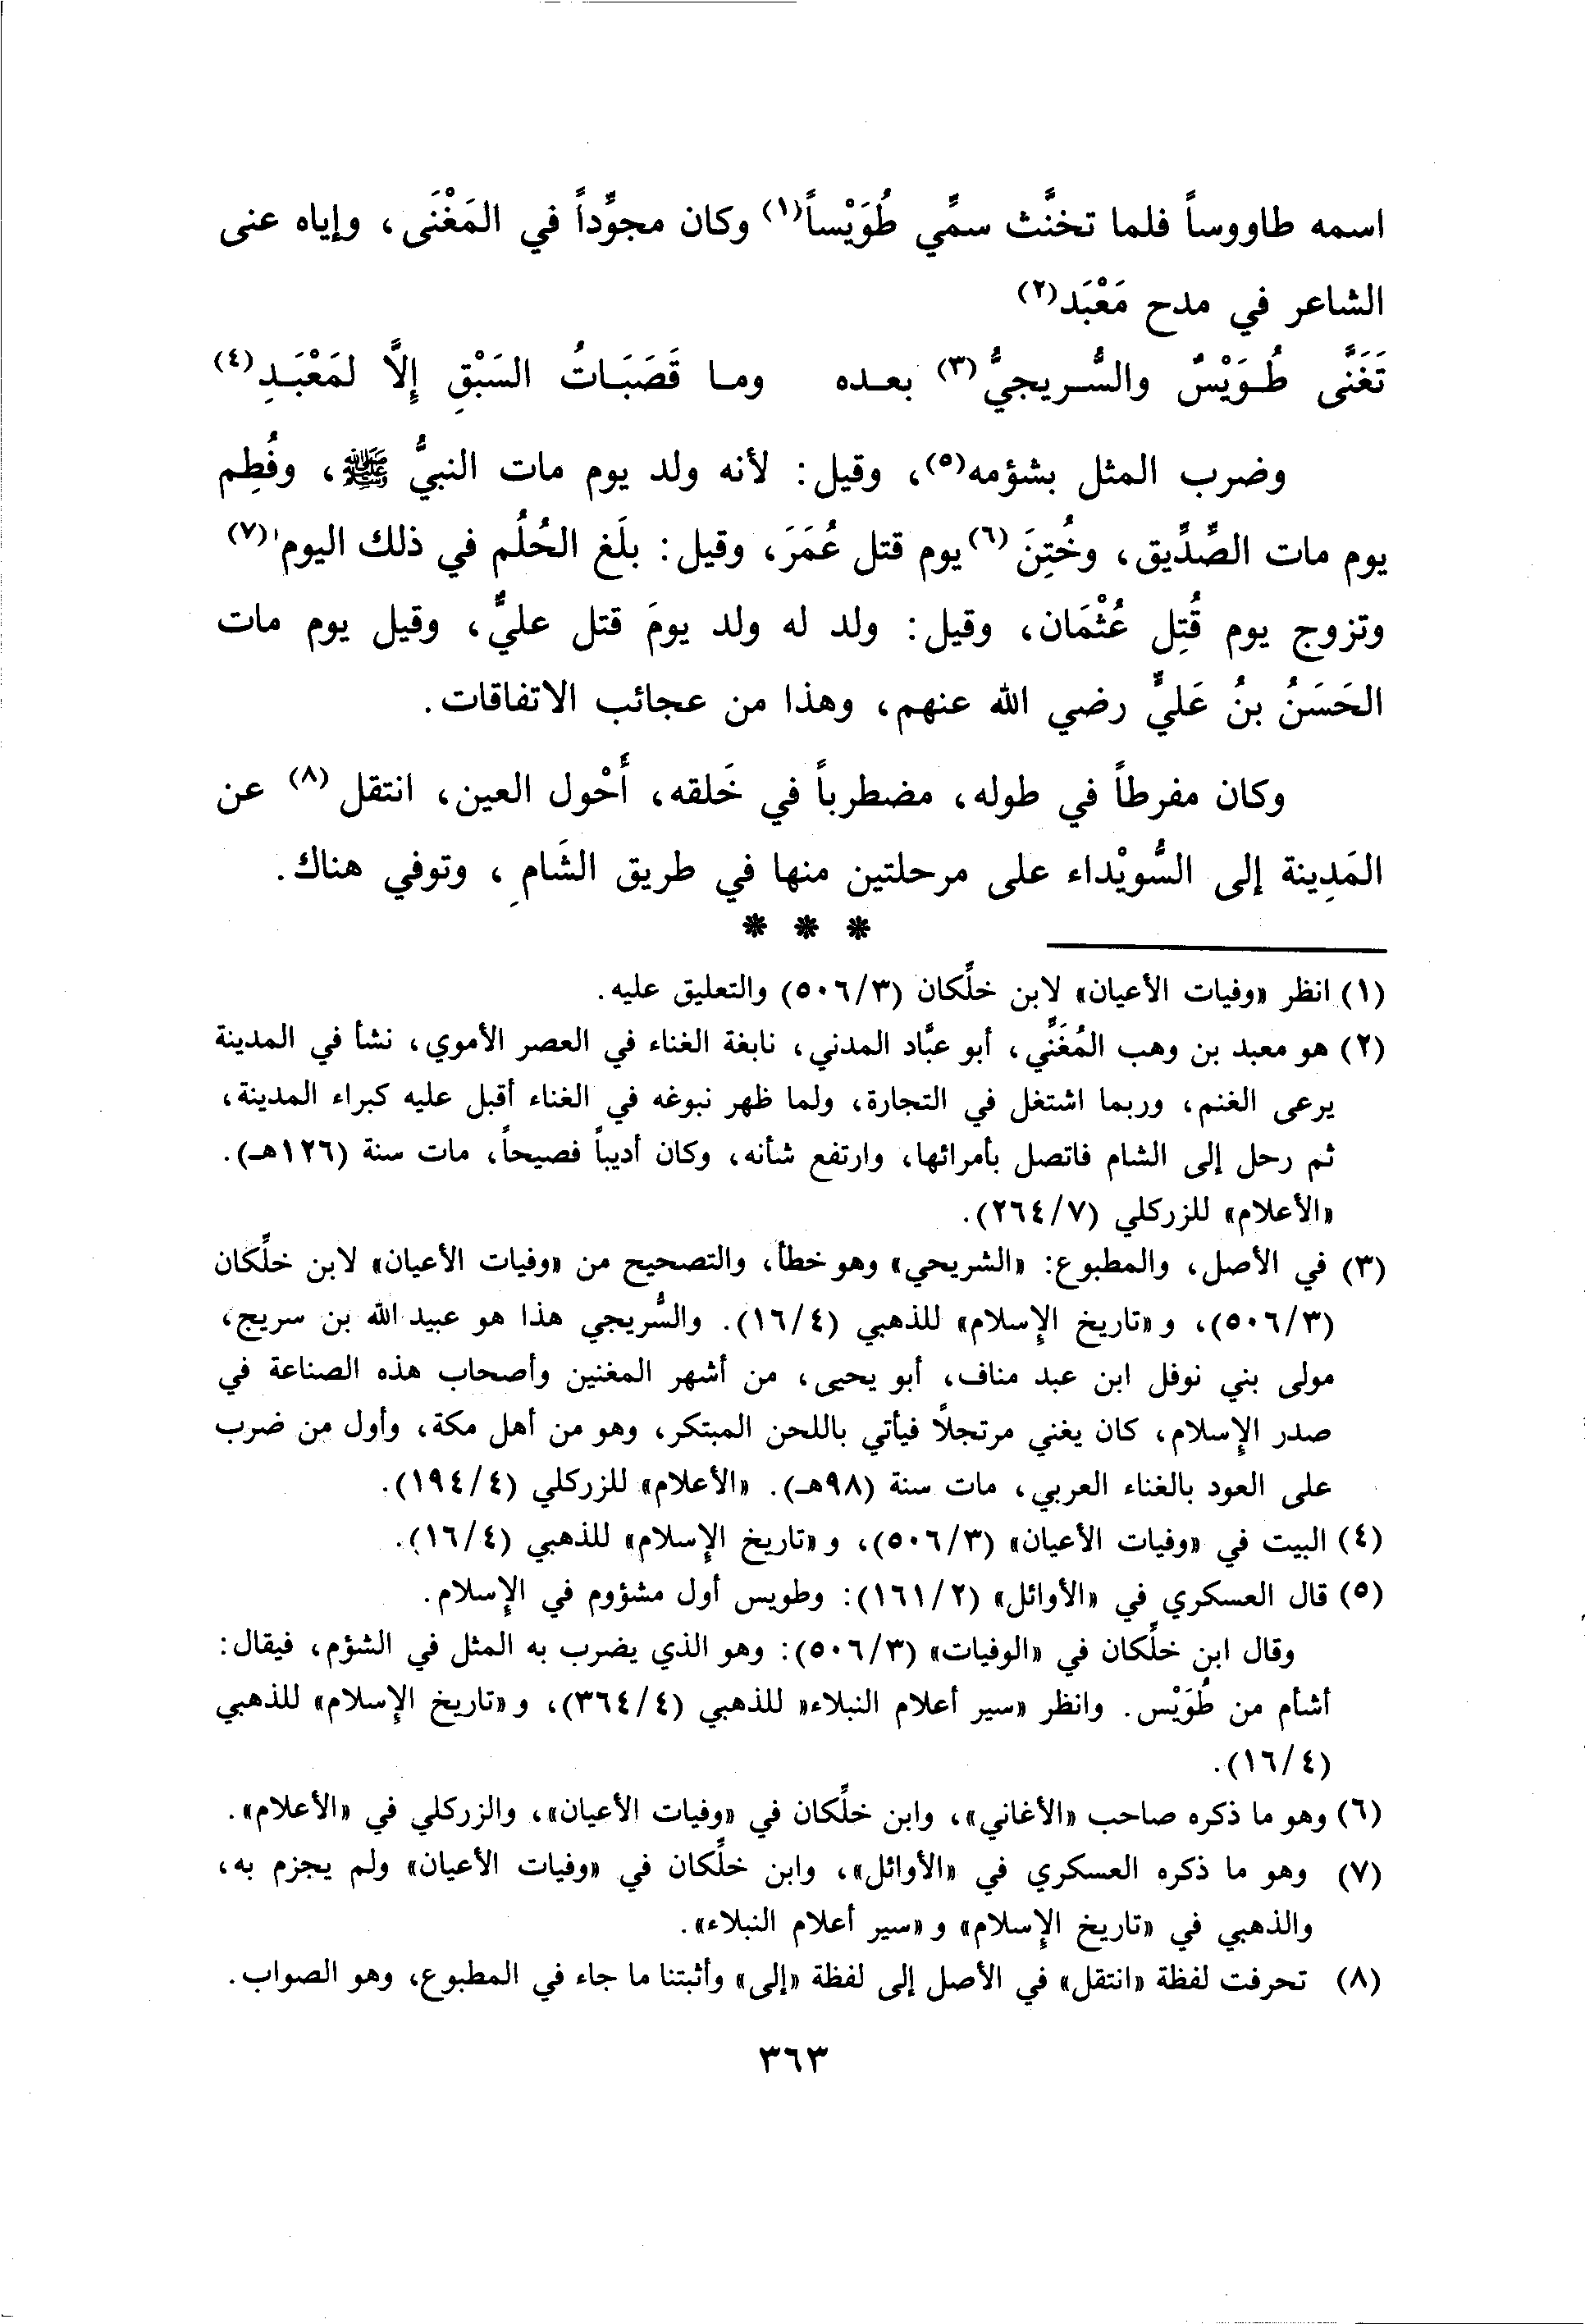 اسمه طاووساً فلما تخنَّث سمِّي طُوَيْساً(١) وكان مجوِّداً في المَغْنَى، وإياه عنى
الشاعر في مدح مَعْبَد(٢)
تَغَنَّى طُـوَيْسٌ والسُّـريجيُّ(٣) بعـده وما قَصَبَـاتُ السَبْقِ إِلَّا لمَعْبَـدِ(٤)
وضرب المثل بشؤمه(٥)، وقيل: لأنه ولد يوم مات النبيُّ ﷺ، وفُطِم
يوم مات الصِّدِّيق، وخُتِنَ(٦) يوم قتل عُمَرَ، وقيل: بلَغ الحُلُم في ذلك اليوم(٧)
وتزوج يوم قُتِل عُثْمَان، وقيل: ولد له ولد يومَ قتل عليٌّ، وقيل يوم مات
الحَسَنُ بنُ عَليٍّ رضي الله عنهم، وهذا من عجائب الاتفاقات.
وكان مفرطاً في طوله، مضطرباً في خَلقه، أَحْول العين، انتقل(٨) عن
المَدِينة إلى السُّويْداء على مرحلتين منها في طريق الشَامِ، وتوفي هناك.
* * *
(١) انظر «وفيات الأعيان» لابن خلِّكان (٥٠٦/٣) والتعليق عليه.
(٢) هو معبد بن وهب المُغَنِّي، أبو عبَّاد المدني، نابغة الغناء في العصر الأموي، نشأ في المدينة
يرعى الغنم، وربما اشتغل في التجارة، ولما ظهر نبوغه في الغناء أقبل عليه كبراء المدينة،
ثم رحل إلى الشام فاتصل بأمرائها، وارتفع شأنه، وكان أديباً فصيحاً، مات سنة (١٢٦هـ).
«الأعلام» للزركلي (٢٦٤/٧).
(٣) في الأصل، والمطبوع: «الشريحي» وهو خطأ، والتصحيح من «وفيات الأعيان» لابن خلِّكان
(٥٠٦/٣)، و«تاريخ الإسلام» للذهبي (١٦/٤). والسُّريجي هذا هو عبيد الله بن سريج،
مولى بني نوفل ابن عبد مناف، أبو يحيى، من أشهر المغنين وأصحاب هذه الصناعة في
صدر الإسلام، كان يغني مرتجلاً فيأتي باللحن المبتكر، وهو من أهل مكة، وأول من ضرب
على العود بالغناء العربي، مات سنة (٩٨هـ). «الأعلام» للزركلي (١٩٤/٤).
(٤) البيت في «وفيات الأعيان» (٥٠٦/٣)، و«تاريخ الإسلام» للذهبي (١٦/٤).
(٥) قال العسكري في «الأوائل» (١٦١/٢): وطويس أول مشؤوم في الإسلام.
وقال ابن خلِّكان في «الوفيات» (٥٠٦/٣): وهو الذي يضرب به المثل في الشؤم، فيقال:
أشأم من طُوَيْس. وانظر «سير أعلام النبلاء» للذهبي (٣٦٤/٤)، و«تاريخ الإسلام» للذهبي
(١٦/٤).
(٦) وهو ما ذكره صاحب «الأغاني»، وابن خلِّكان في «وفيات الأعيان»، والزركلي في «الأعلام».
(٧) وهو ما ذكره العسكري في «الأوائل»، وابن خلِّكان في «وفيات الأعيان» ولم يجزم به،
والذهبي في «تاريخ الإسلام» و«سير أعلام النبلاء».
(٨) تحرفت لفظة «انتقل» في الأصل إلى لفظة «إلى» وأثبتنا ما جاء في المطبوع، وهو الصواب.
٣٦٣